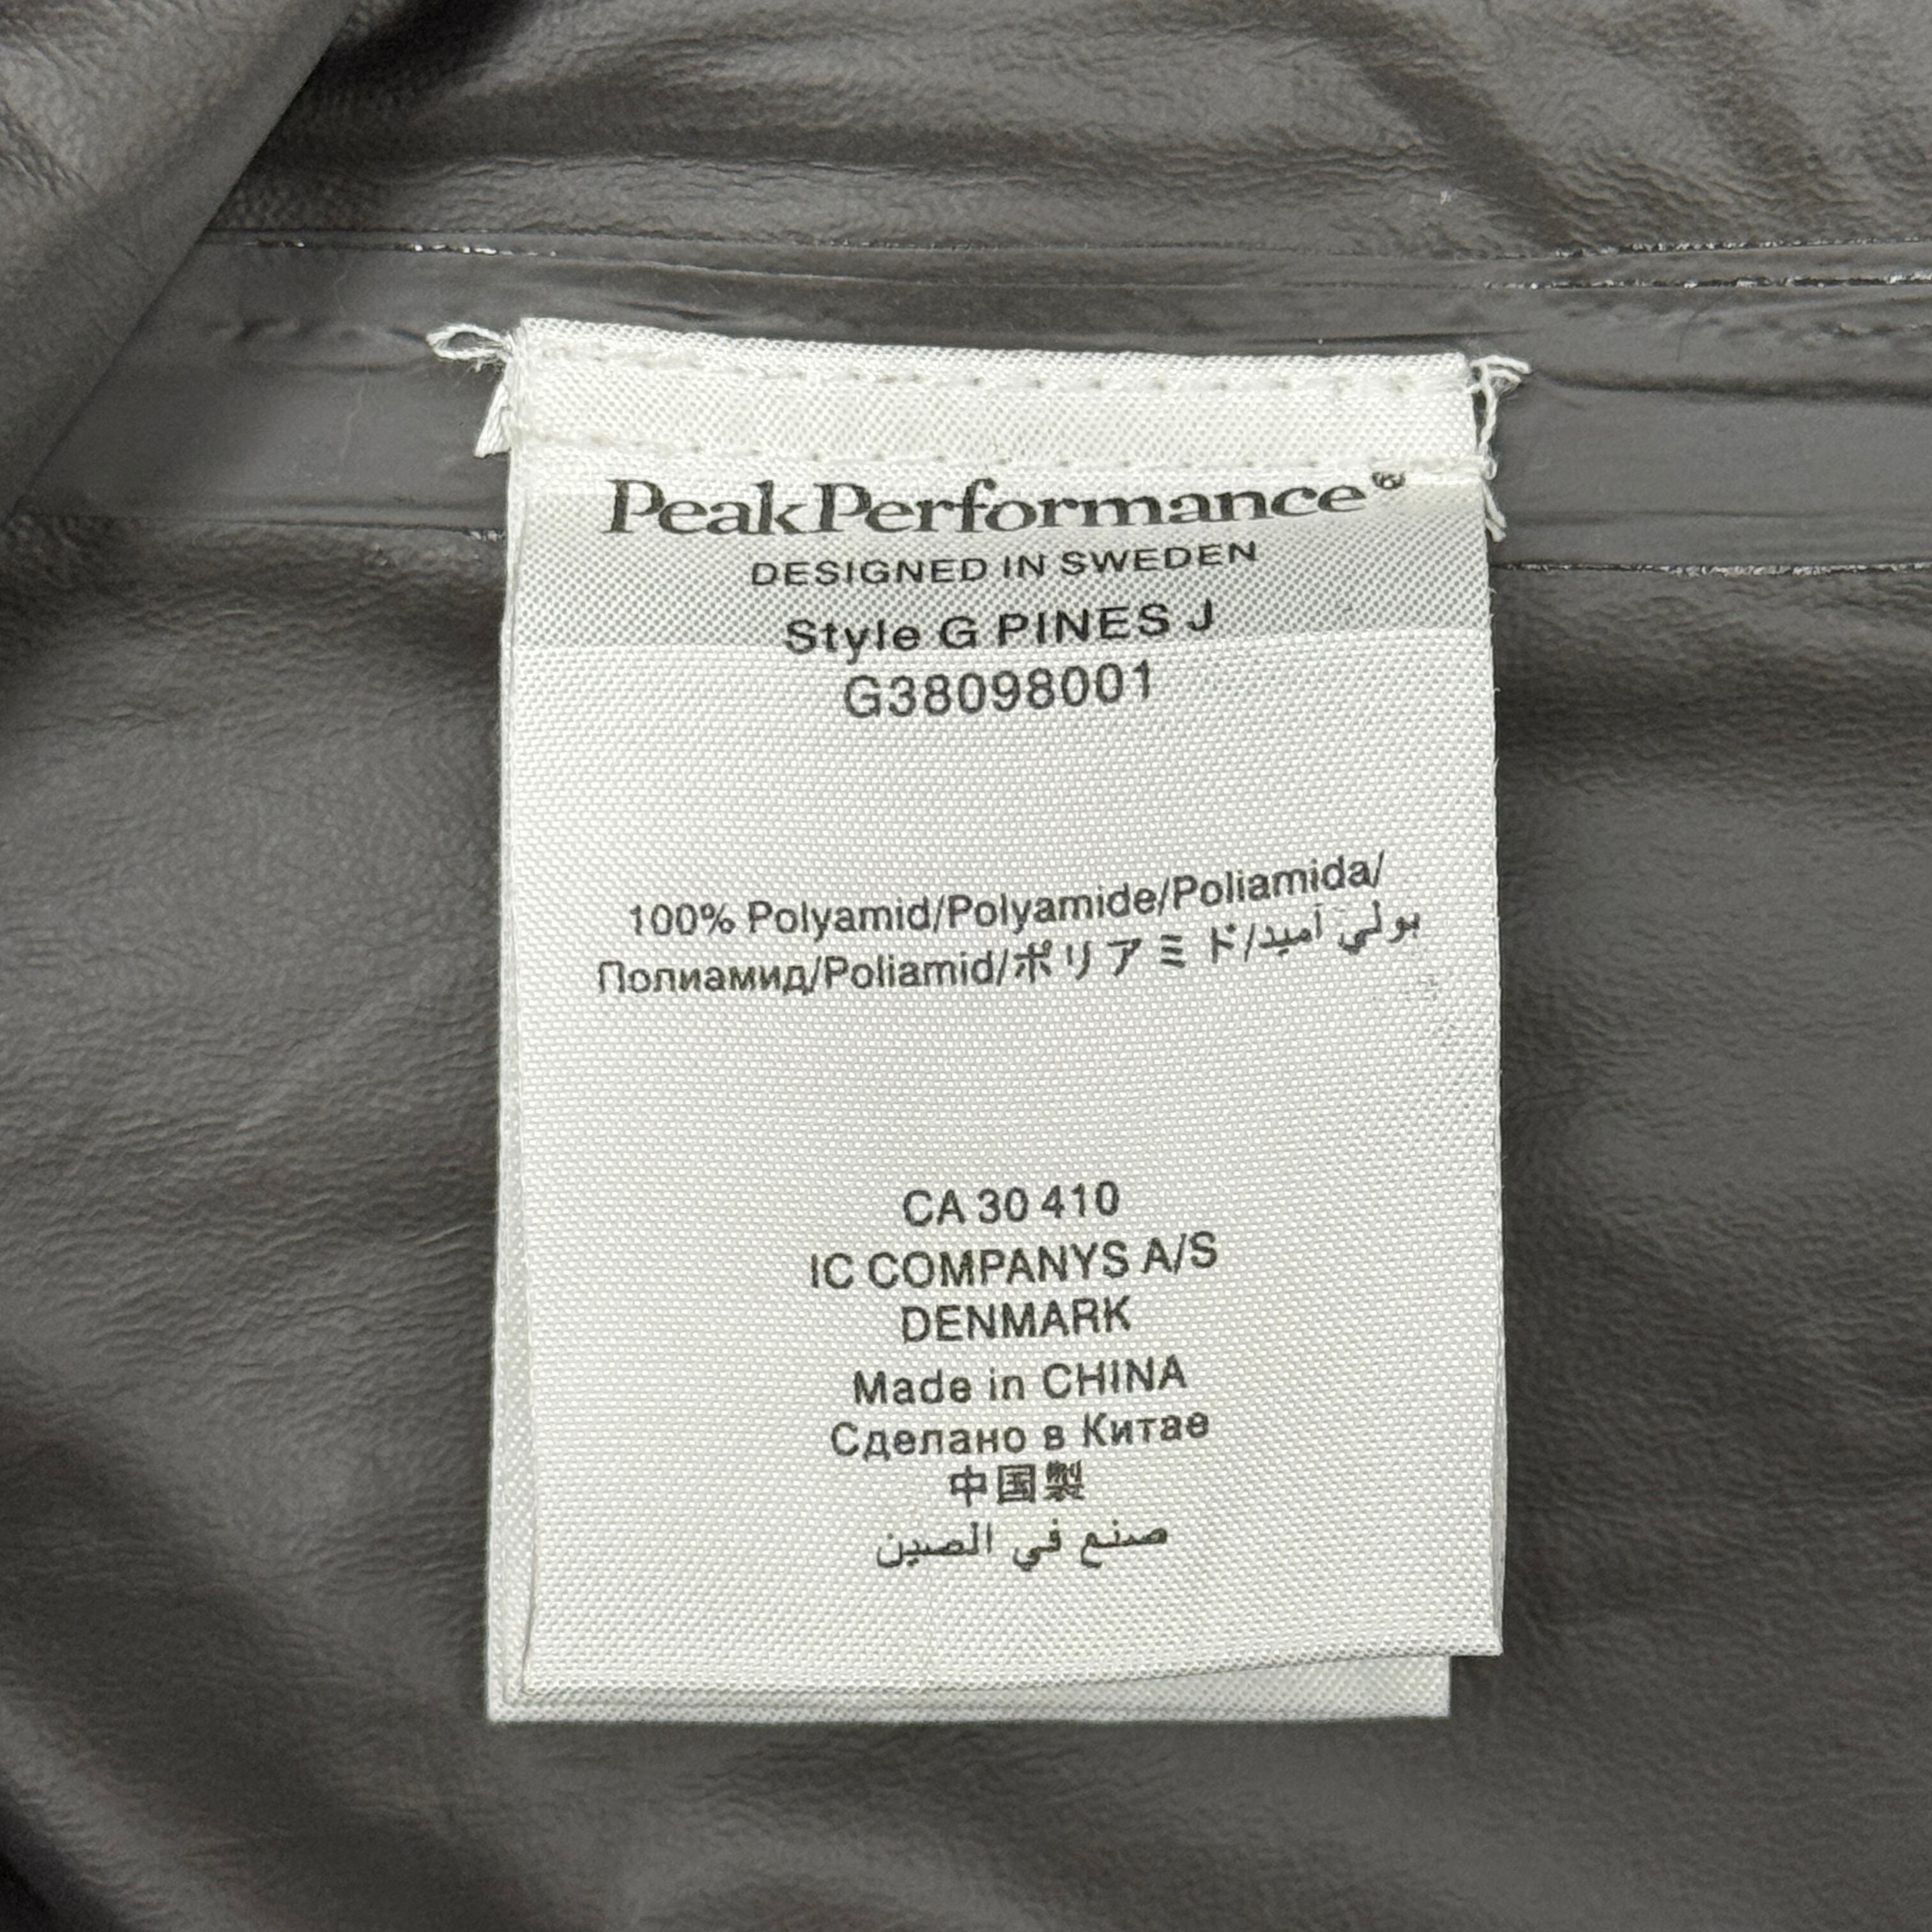 PeakPerformance®
DESIGNED IN SWEDEN
Style G PINES J
G38098001
100% Polyamid/Polyamide/Poliamida/
Полиамид/Poliamid/ポリアミド/بولي أميد
CA 30 410
IC COMPANYS A/S
DENMARK
Made in CHINA
Сделано в Китае
中国製
صنع في الصين